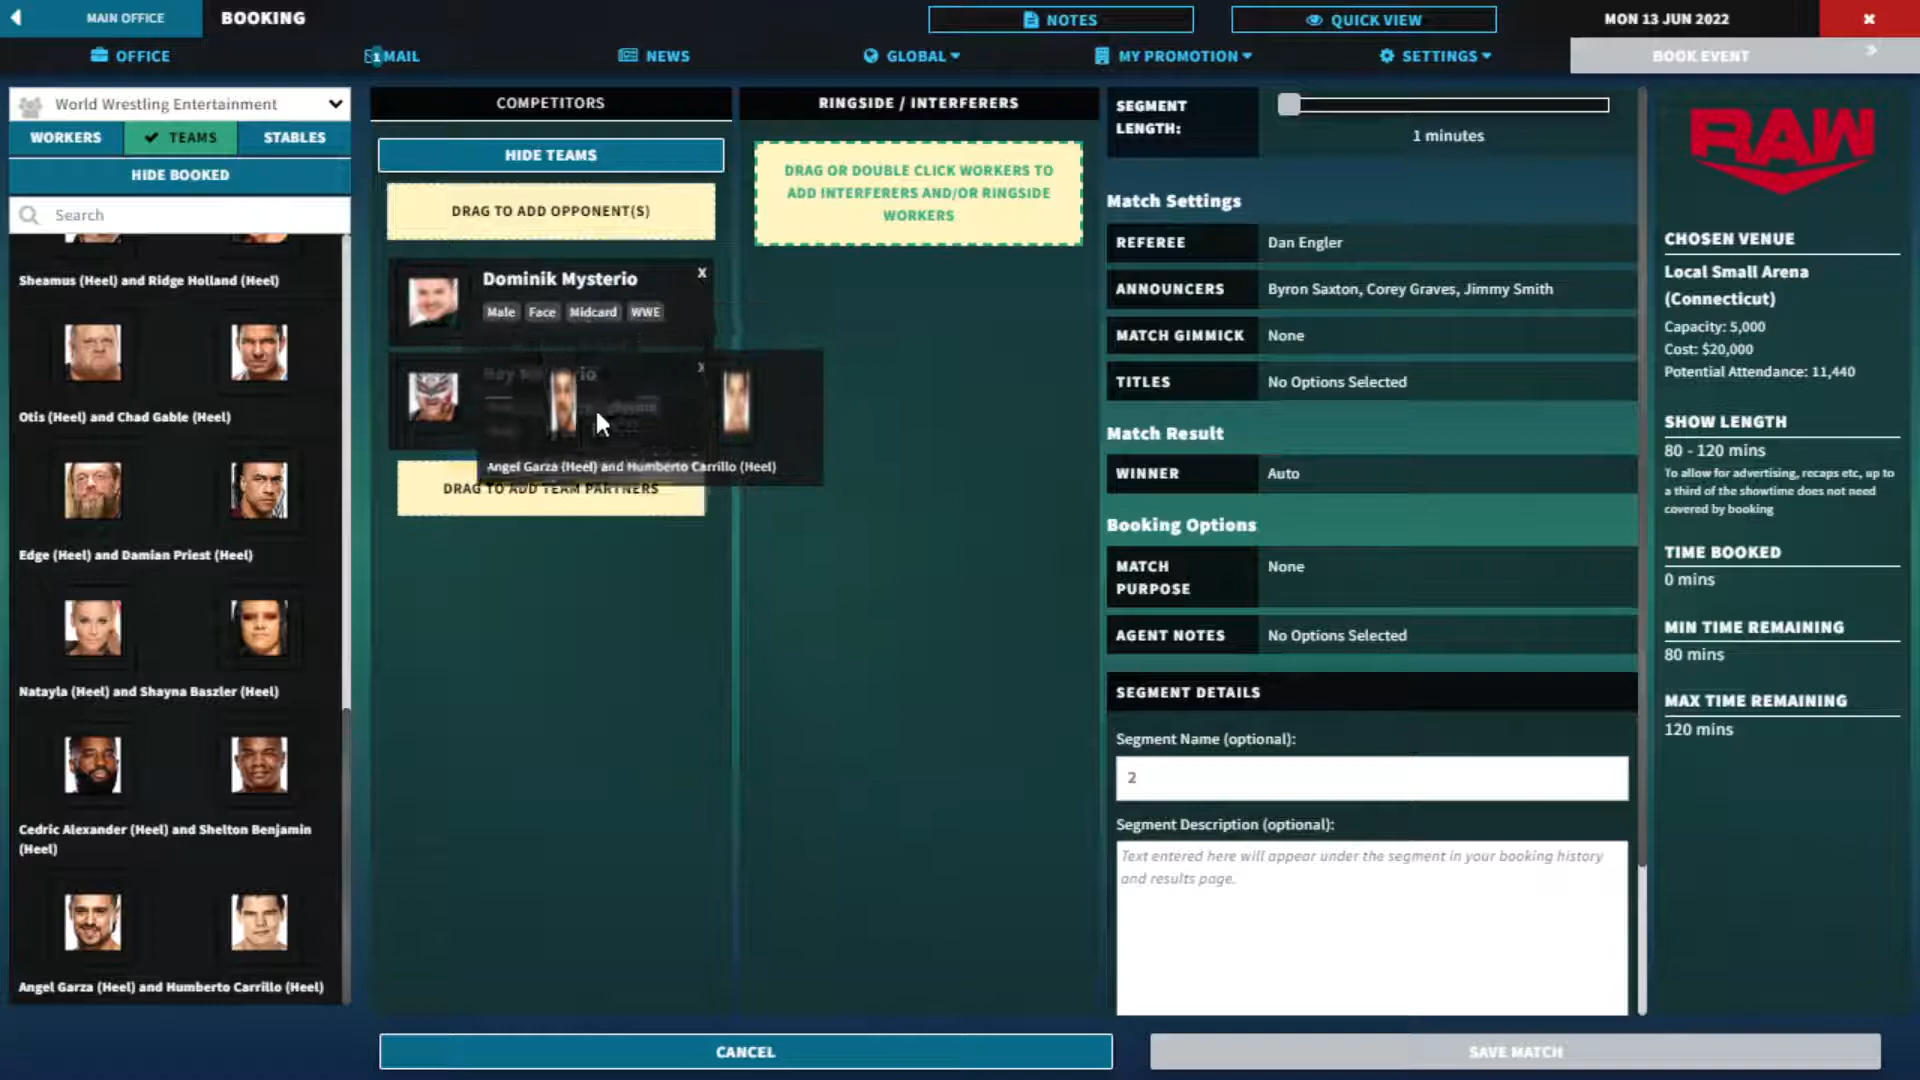 MAIN OFFICE
BOOKING
NOTES
QUICK VIEW
MON 13 JUN 2022
x
OFFICE
1 MAIL
NEWS
GLOBAL
MY PROMOTION
SETTINGS
BOOK EVENT
World Wrestling Entertainment
WORKERS
TEAMS
STABLES
HIDE BOOKED
Search
Sheamus (Heel) and Ridge Holland (Heel)
Otis (Heel) and Chad Gable (Heel)
Edge (Heel) and Damian Priest (Heel)
Natayla (Heel) and Shayna Baszler (Heel)
Cedric Alexander (Heel) and Shelton Benjamin
(Heel)
Angel Garza (Heel) and Humberto Carrillo (Heel)
COMPETITORS
HIDE TEAMS
DRAG TO ADD OPPONENT(S)
Dominik Mysterio
x
Male
Face
Midcard
WWE
x
Angel Garza (Heel) and Humberto Carrillo (Heel)
DRAG TO ADD TEAM PARTNERS
RINGSIDE / INTERFERERS
DRAG OR DOUBLE CLICK WORKERS TO
ADD INTERFERERS AND/OR RINGSIDE
WORKERS
SEGMENT
LENGTH:
1 minutes
Match Settings
REFEREE
Dan Engler
ANNOUNCERS
Byron Saxton, Corey Graves, Jimmy Smith
MATCH GIMMICK
None
TITLES
No Options Selected
Match Result
WINNER
Auto
Booking Options
MATCH
PURPOSE
None
AGENT NOTES
No Options Selected
SEGMENT DETAILS
Segment Name (optional):
2
Segment Description (optional):
Text entered here will appear under the segment in your booking history
and results page.
RAW
CHOSEN VENUE
Local Small Arena
(Connecticut)
Capacity: 5,000
Cost: $20,000
Potential Attendance: 11,440
SHOW LENGTH
80 - 120 mins
To allow for advertising, recaps etc, up to
a third of the showtime does not need
covered by booking
TIME BOOKED
0 mins
MIN TIME REMAINING
80 mins
MAX TIME REMAINING
120 mins
CANCEL
SAVE MATCH